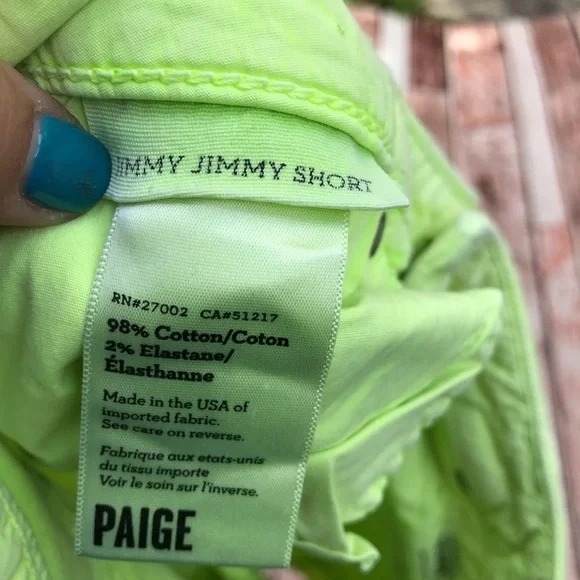 JIMMY JIMMY SHORT
RN#27002 CA#51217
98% Cotton/Coton
2% Elastane/
Élasthanne
Made in the USA of
imported fabric.
See care on reverse.
Fabrique aux etats-unis
du tissu importe
Voir le soin sur l'inverse.
PAIGE